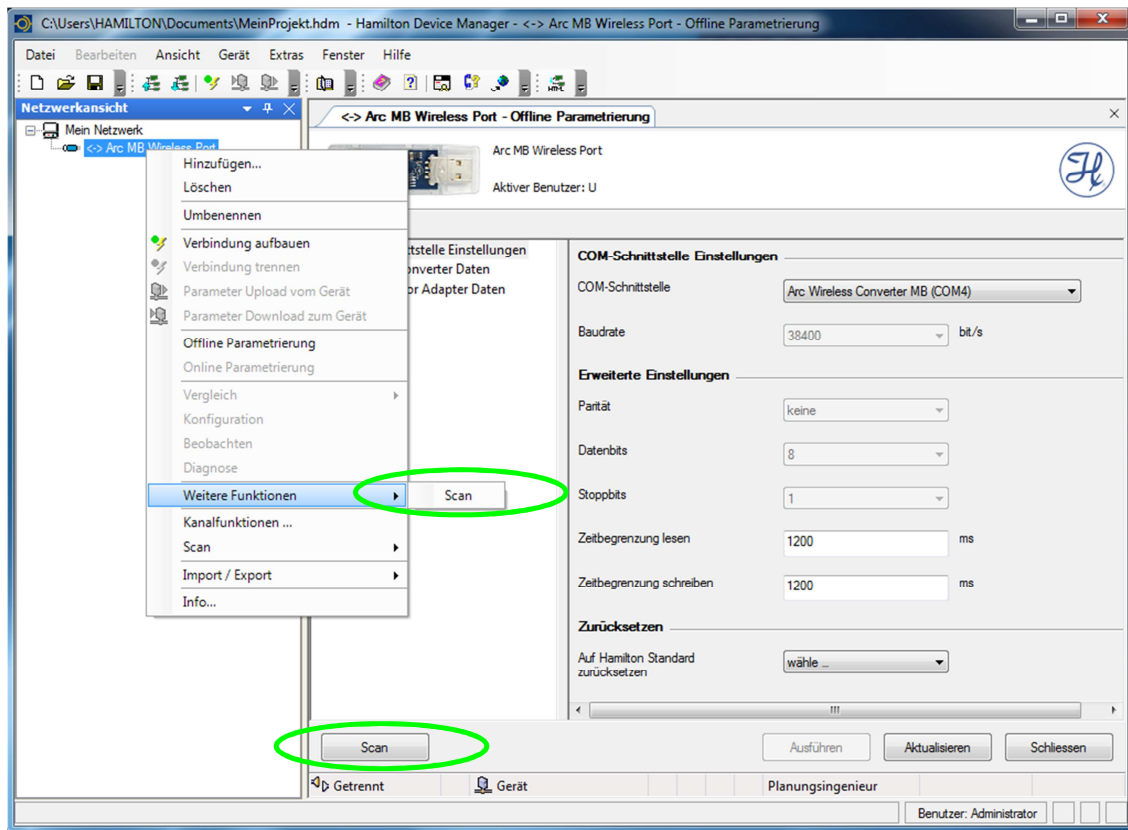 C:\Users\HAMILTON\Documents\MeinProjekt.hdm - Hamilton Device Manager - <-> Arc MB Wireless Port - Offline Parametrierung
Datei Bearbeiten Ansicht Gerät Extras Fenster Hilfe
Netzwerkansicht
Mein Netzwerk
<-> Arc MB Wireless Port
Hinzufügen...
Löschen
Umbenennen
Verbindung aufbauen
Verbindung trennen
Parameter Upload vom Gerät
Parameter Download zum Gerät
Offline Parametrierung
Online Parametrierung
Vergleich
Konfiguration
Beobachten
Diagnose
Weitere Funktionen
Scan
Kanalfunktionen ...
Scan
Import / Export
Info...
<-> Arc MB Wireless Port - Offline Parametrierung
Arc MB Wireless Port
Aktiver Benutzer: U
H
ttstelle Einstellungen
onverter Daten
or Adapter Daten
COM-Schnittstelle Einstellungen
COM-Schnittstelle Arc Wireless Converter MB (COM4)
Baudrate 38400 bit/s
Erweiterte Einstellungen
Parität keine
Datenbits 8
Stoppbits 1
Zeitbegrenzung lesen 1200 ms
Zeitbegrenzung schreiben 1200 ms
Zurücksetzen
Auf Hamilton Standard
zurücksetzen
wähle ...
Scan Ausführen Aktualisieren Schliessen
Getrennt Gerät Planungsingenieur
Benutzer: Administrator